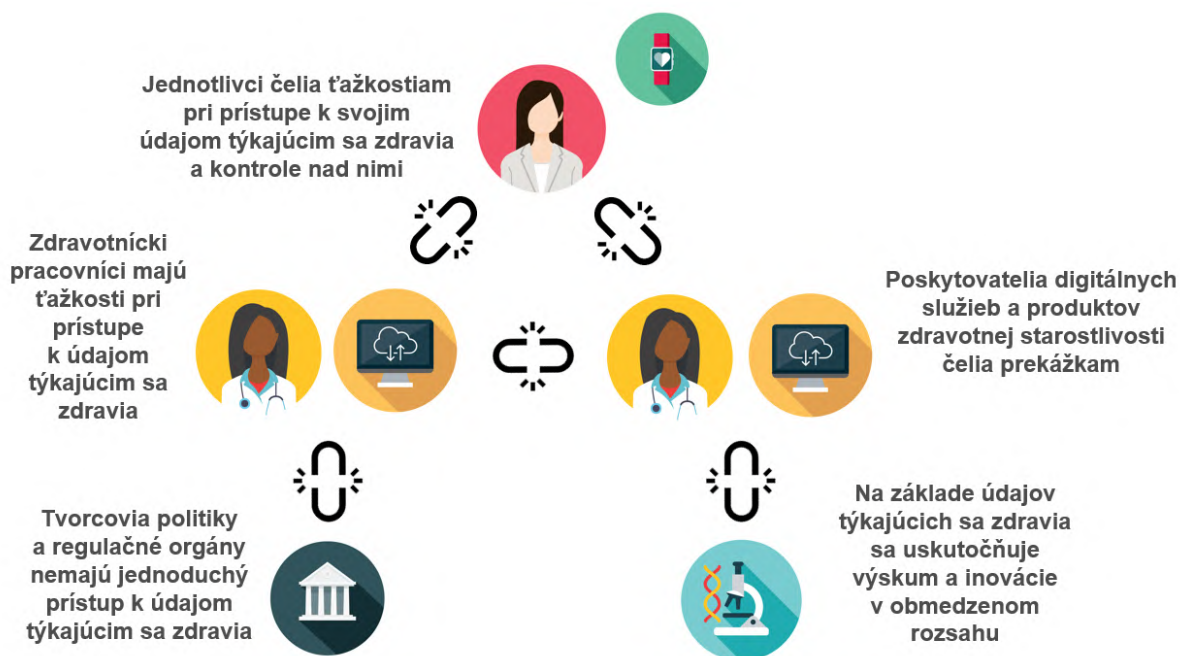 Jednotlivci čelia ťažkostiam
pri prístupe k svojim
údajom týkajúcim sa zdravia
a kontrole nad nimi
Zdravotnícki
pracovníci majú
ťažkosti pri
prístupe
k údajom
týkajúcim sa
zdravia
Poskytovatelia digitálnych
služieb a produktov
zdravotnej starostlivosti
čelia prekážkam
Tvorcovia politiky
a regulačné orgány
nemajú jednoduchý
prístup k údajom
týkajúcim sa zdravia
Na základe údajov
týkajúcich sa zdravia
sa uskutočňuje
výskum a inovácie
v obmedzenom
rozsahu